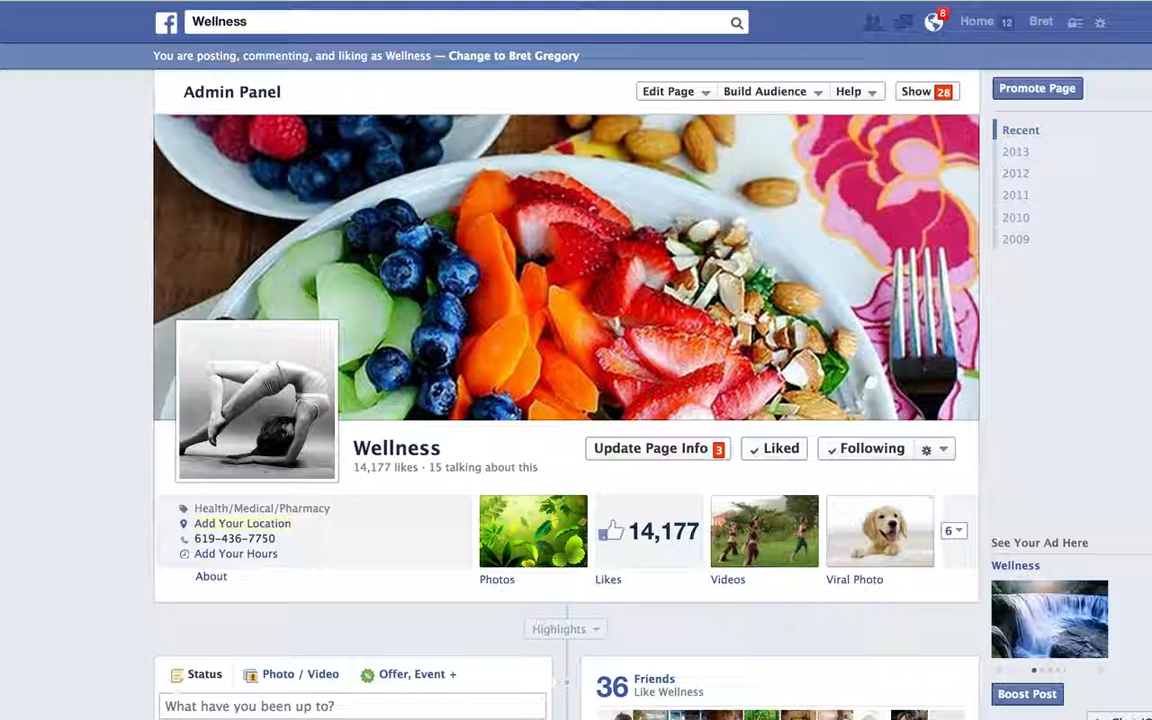 f
Wellness
8
Home 12
Bret
You are posting, commenting, and liking as Wellness — Change to Bret Gregory
Admin Panel
Edit Page
Build Audience
Help
Show 28
Promote Page
Recent
2013
2012
2011
2010
2009
Wellness
14,177 likes · 15 talking about this
Update Page Info 3
Liked
Following
Health/Medical/Pharmacy
Add Your Location
619-436-7750
Add Your Hours
About
14,177
6
Photos
Likes
Videos
Viral Photo
See Your Ad Here
Wellness
Boost Post
Highlights
Status
Photo / Video
Offer, Event +
What have you been up to?
36 Friends
Like Wellness